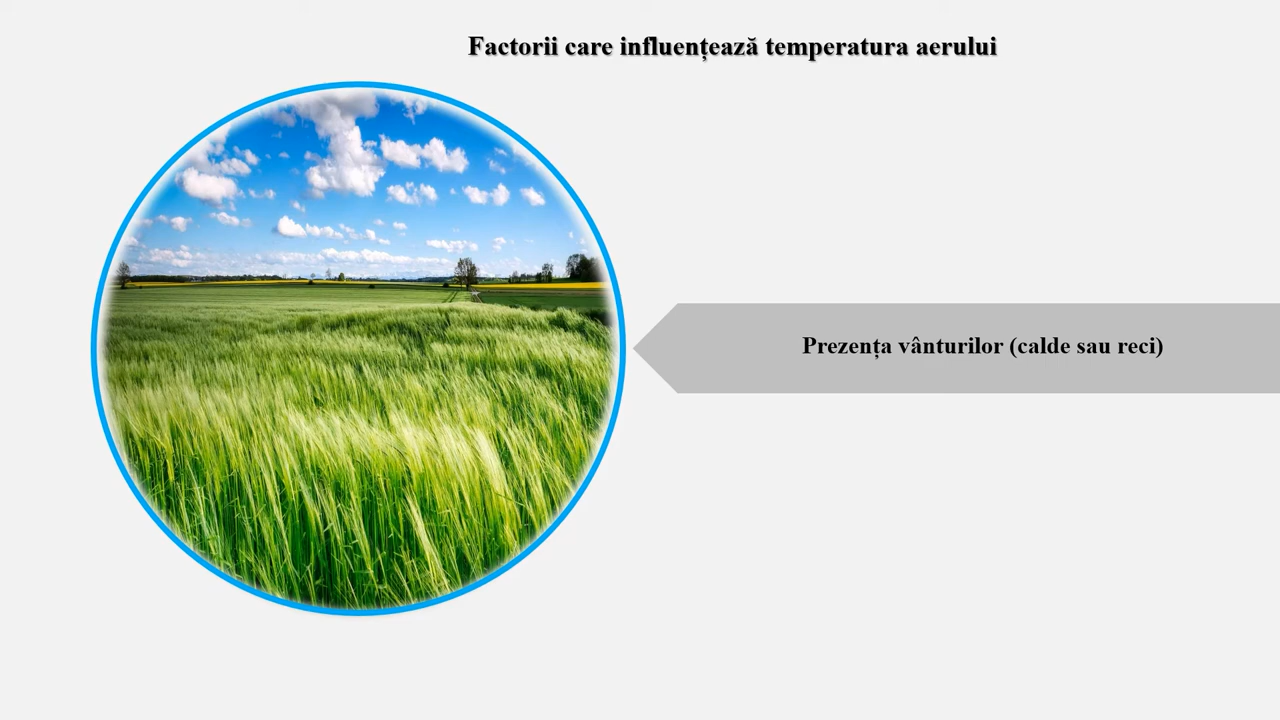 Factorii care influențează temperatura aerului
Prezența vânturilor (calde sau reci)